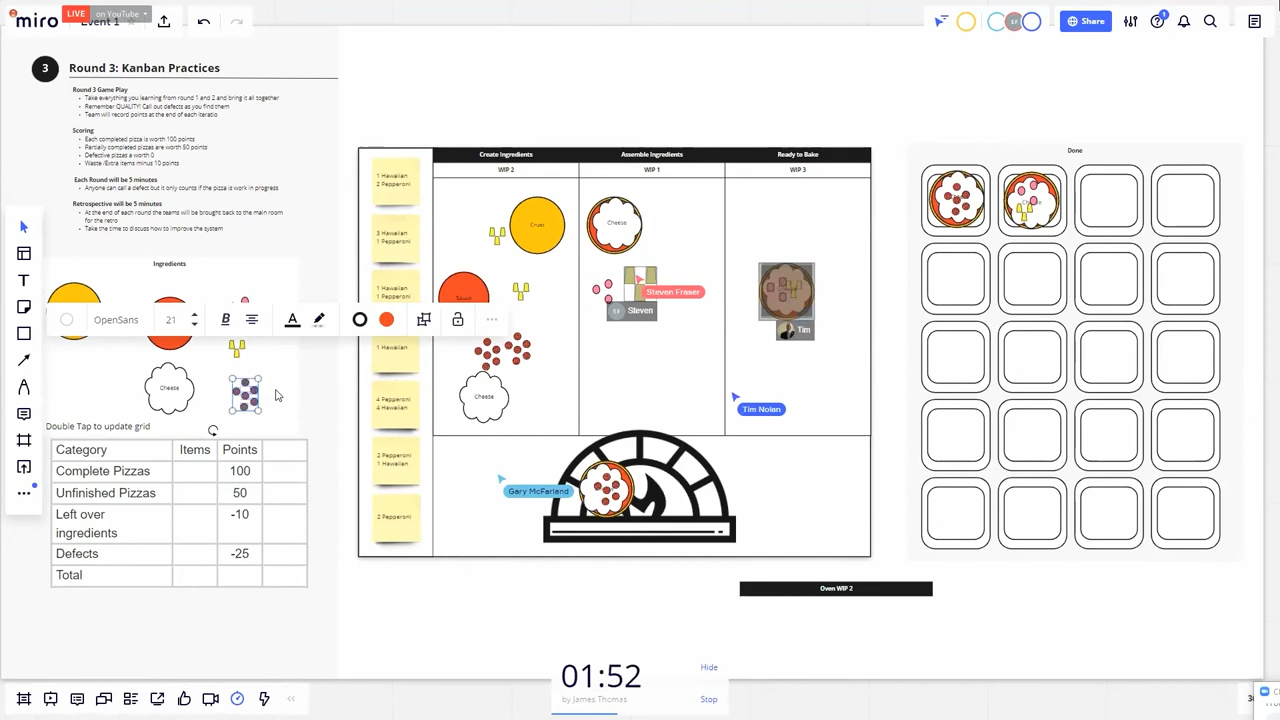 miro
LIVE
on YouTube
Event 1
SF
Share
1
3
Round 3: Kanban Practices
Round 3 Game Play
Take everything you learning from round 1 and 2 and bring it all together
Remember QUALITY! Call out defects as you find them
Team will record points at the end of each iteratio
Scoring
Each completed pizza is worth 100 points
Partially completed pizzas are worth 50 points
Defective pizzas a worth 0
Waste /Extra items minus 10 points
Each Round will be 5 minutes
Anyone can call a defect but it only counts if the pizza is work in progress
Retrospective will be 5 minutes
At the end of each round the teams will be brought back to the main room
for the retro
Take the time to discuss how to improve the system
Ingredients
OpenSans
21
B
A
Cheese
Double Tap to update grid
Category Items Points
Complete Pizzas 100
Unfinished Pizzas 50
Left over
ingredients -10
Defects -25
Total
Create Ingredients
Assemble Ingredients
Ready to Bake
WIP 2
WIP 1
WIP 3
1 Hawaiian
2 Pepperoni
3 Hawaiian
1 Pepperoni
1 Hawaiian
1 Pepperoni
1 Hawaiian
4 Pepperoni
4 Hawaiian
2 Pepperoni
1 Hawaiian
2 Pepperoni
Crust
Cheese
Sauce
Cheese
Steven Fraser
SF
Steven
Tim
Tim Nolan
Gary McFarland
Oven WIP 2
Done
01:52
by James Thomas
Hide
Stop